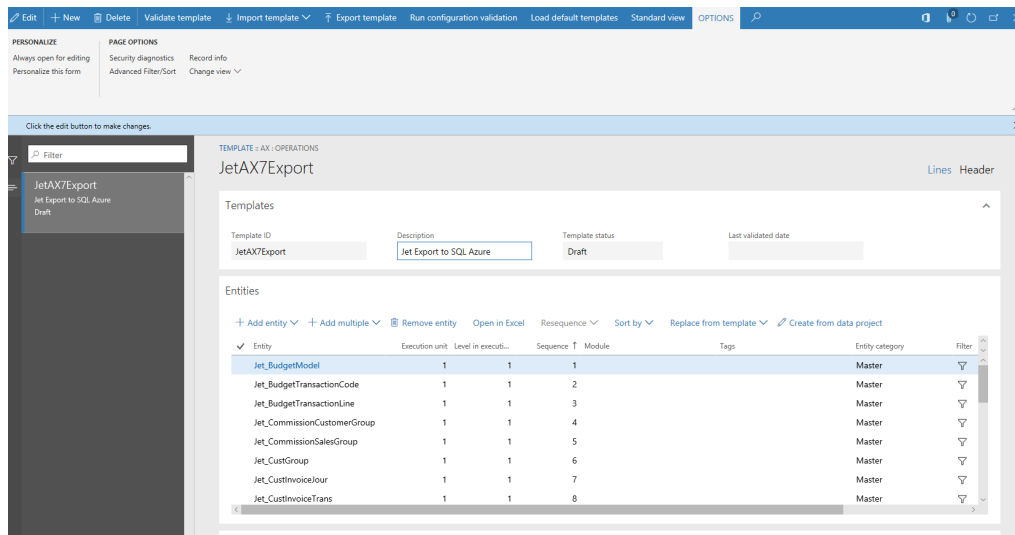 Edit New Delete Validate template Import template Export template Run configuration validation Load default templates Standard view OPTIONS 0
PERSONALIZE PAGE OPTIONS
Always open for editing Security diagnostics Record info
Personalize this form Advanced Filter/Sort Change view
Click the edit button to make changes.
Filter
JetAX7Export
Jet Export to SQL Azure
Draft
TEMPLATE :: AX : OPERATIONS
JetAX7Export
Lines Header
Templates
Template ID Description Template status Last validated date
JetAX7Export Jet Export to SQL Azure Draft
Entities
Add entity Add multiple Remove entity Open in Excel Resequence Sort by Replace from template Create from data project
Entity Execution unit Level in executi... Sequence Module Tags Entity category Filter
Jet_BudgetModel 1 1 1 Master
Jet_BudgetTransactionCode 1 1 2 Master
Jet_BudgetTransactionLine 1 1 3 Master
Jet_CommissionCustomerGroup 1 1 4 Master
Jet_CommissionSalesGroup 1 1 5 Master
Jet_CustGroup 1 1 6 Master
Jet_CustInvoiceJour 1 1 7 Master
Jet_CustInvoiceTrans 1 1 8 Master